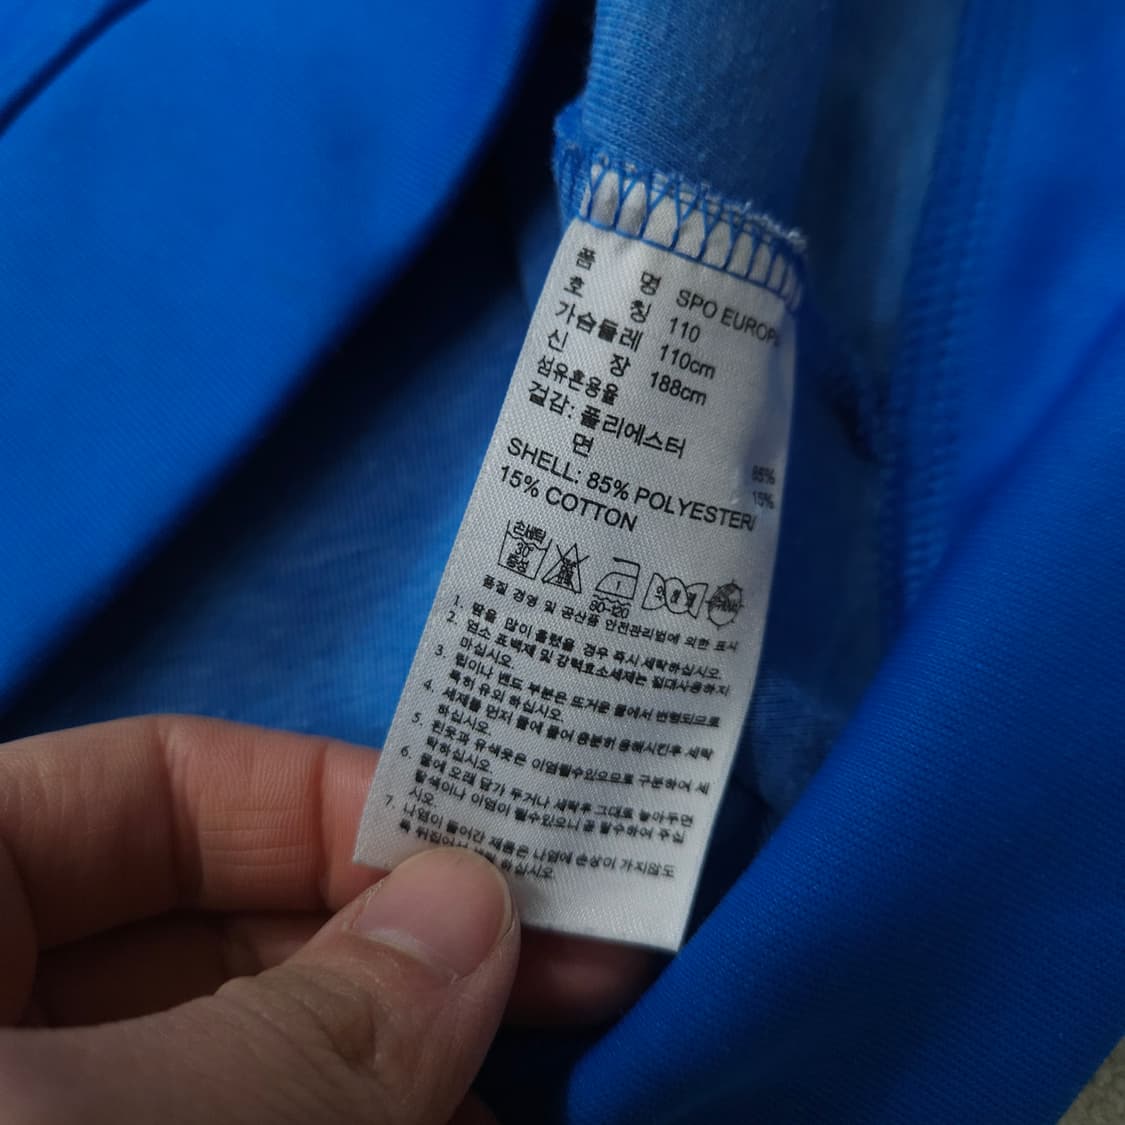 품 명 SPO EUROP
호 칭 110
가슴둘레 110cm
신 장 188cm
섬유혼용율
겉감: 폴리에스터 85%
면 15%
SHELL: 85% POLYESTER/
15% COTTON
손세탁
30
중성
80-120
품질 경영 및 공산품 안전관리법에 의한 표시
1. 땀을 많이 흘렸을 경우 즉시 세탁하십시오.
2. 염소 표백제 및 강력효소세제는 절대사용하지
마십시오.
3. 립이나 밴드 부분은 뜨거운 물에서 변형되므로
특히 유의 하십시오.
4. 세제를 먼저 물에 풀어 충분히 용해시킨후 세탁
하십시오.
5. 흰옷과 유색옷은 이염될수있으므로 구분하여 세
탁하십시오.
6. 물에 오래 담가 두거나 세탁후 그대로 놓아두면
탈색이나 이염이 될수있으니 곧 탈수하여 주십
시오.
7. 나염이 들어간 제품은 나염에 손상이 가지않도
록 뒤집어서 하십시오.